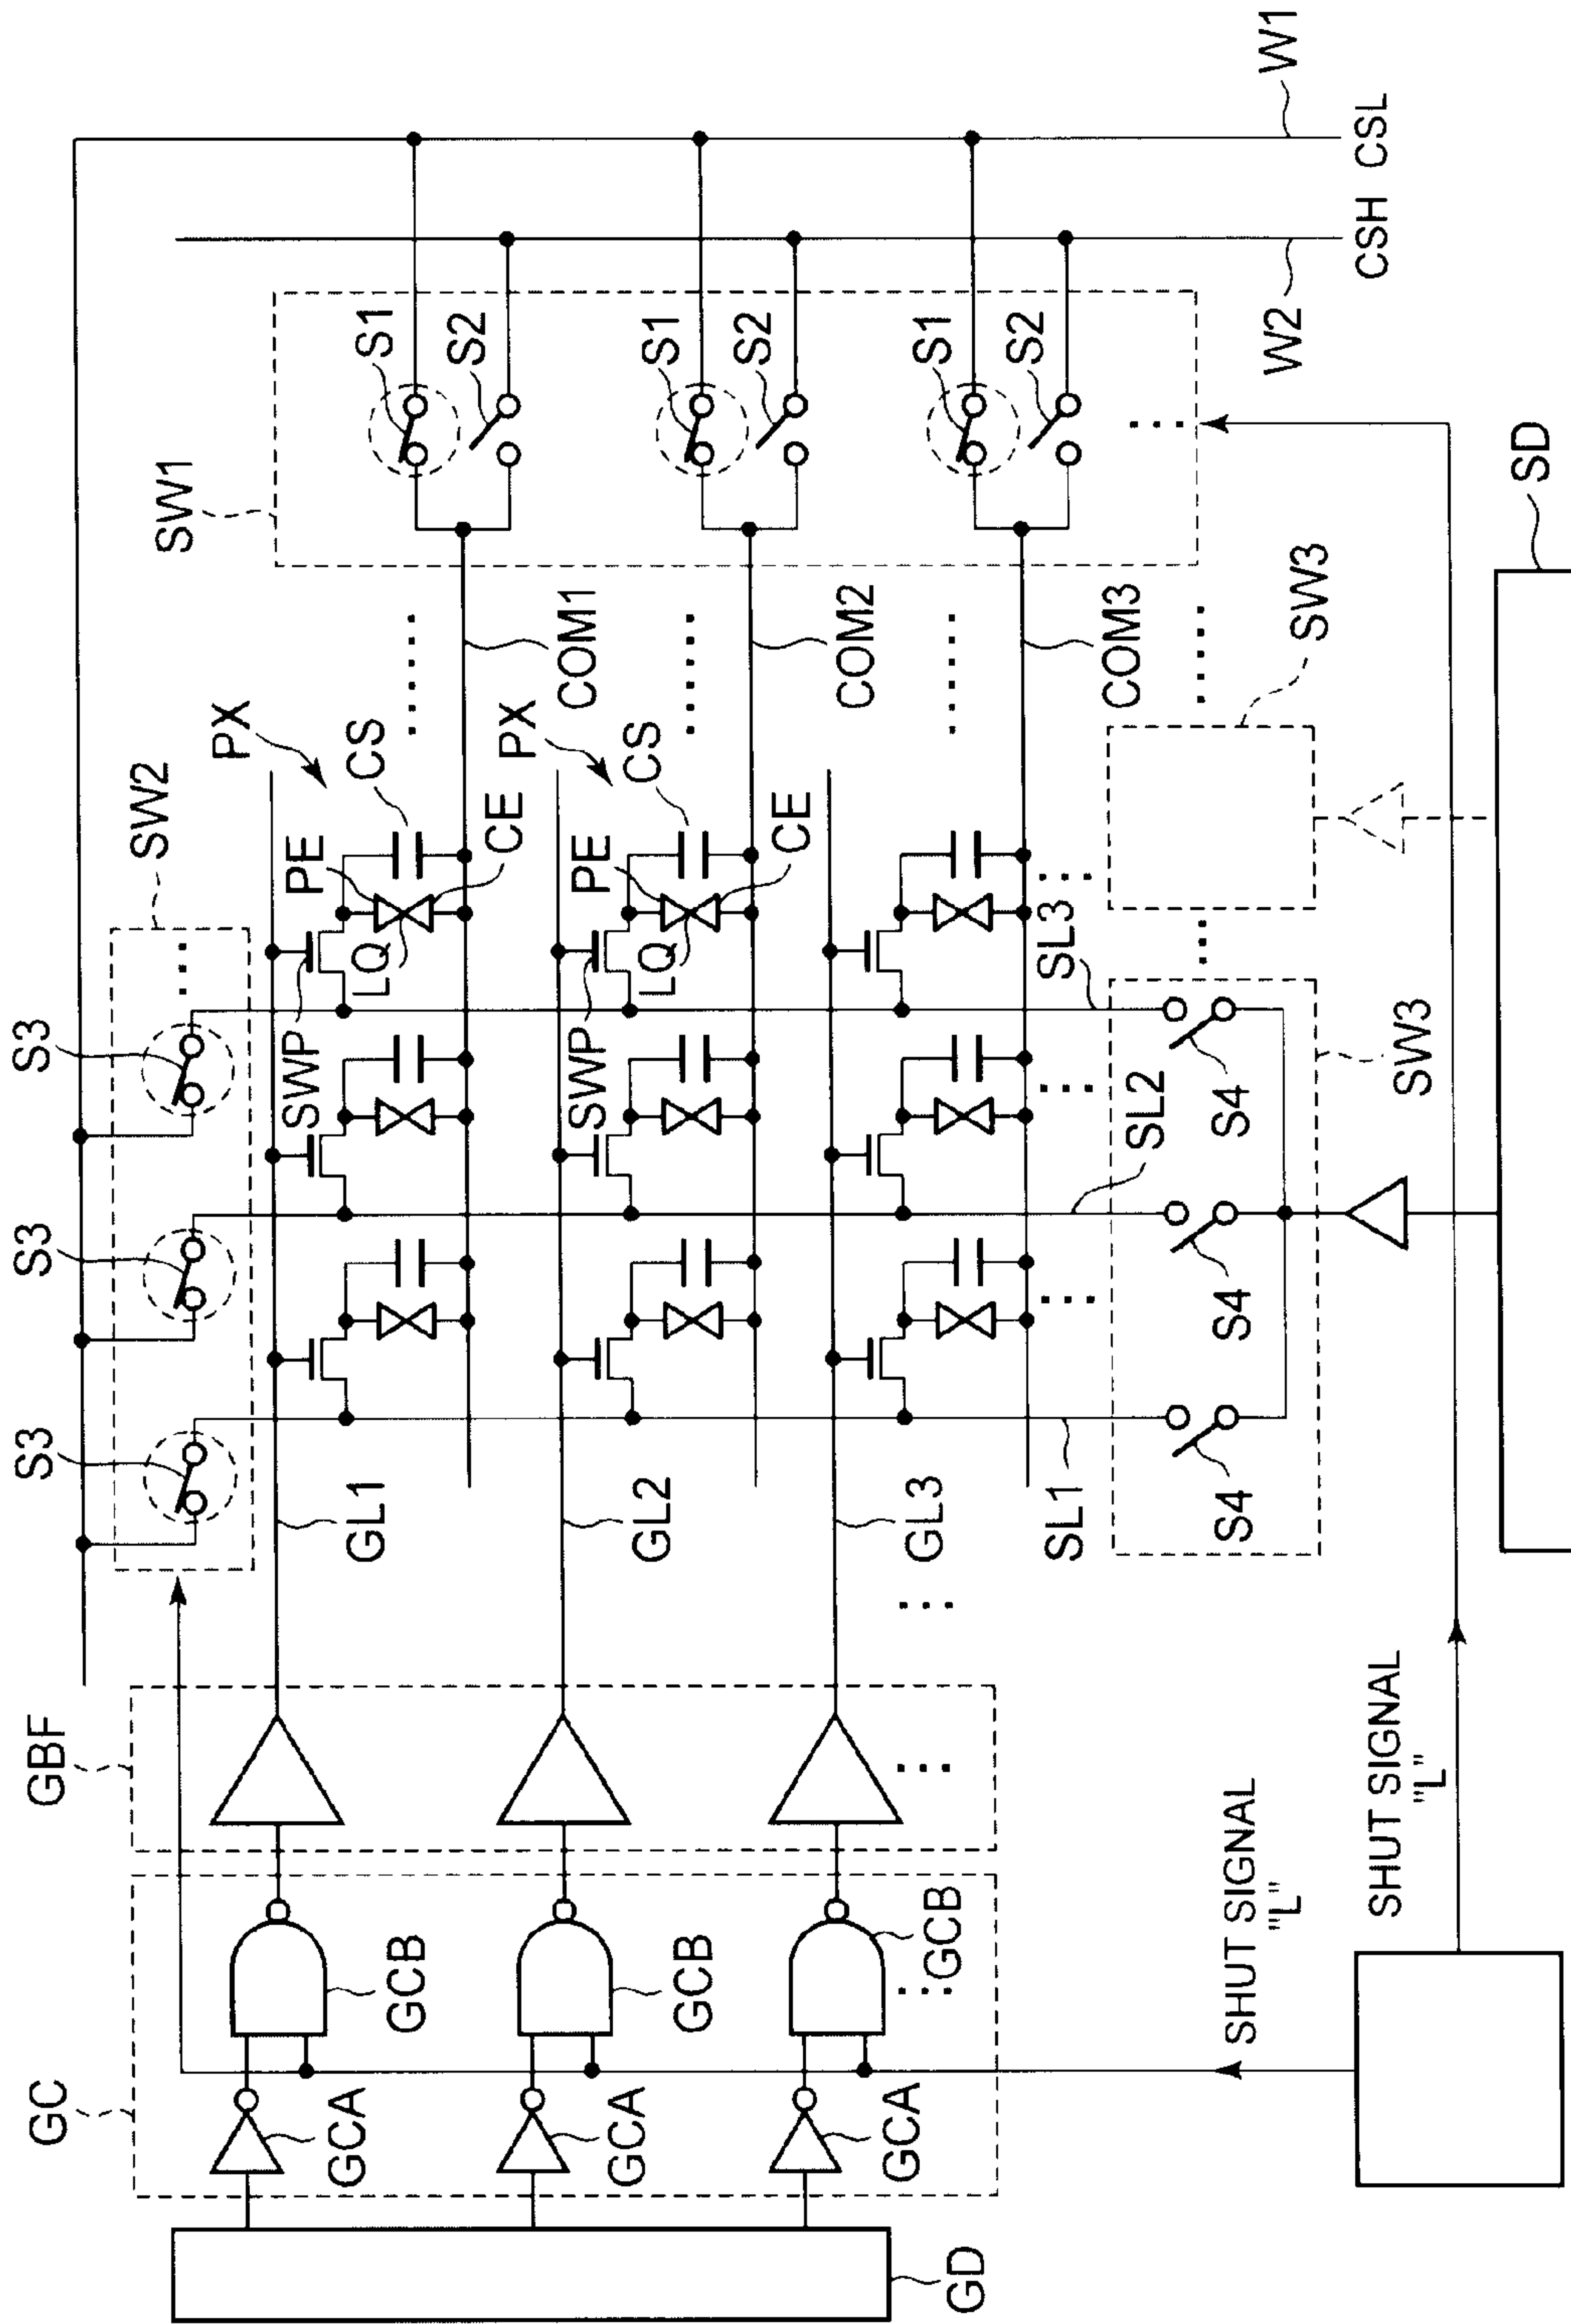 GC
GBF
S3
S3
S3
SW2
SW1
PX
PX
GCA
GCB
GL1
SWP
PE
LQ
CS
CE
COM1
S1
S2
GCA
GCB
GL2
SWP
PE
LQ
CS
CE
COM2
S1
S2
GCA
GCB
GL3
COM3
S1
S2
GD
SL1
SL2
SL3
S4
S4
S4
SW3
SW3
W2
W1
CSH
CSL
SHUT SIGNAL
"L"
SHUT SIGNAL
"L"
SD